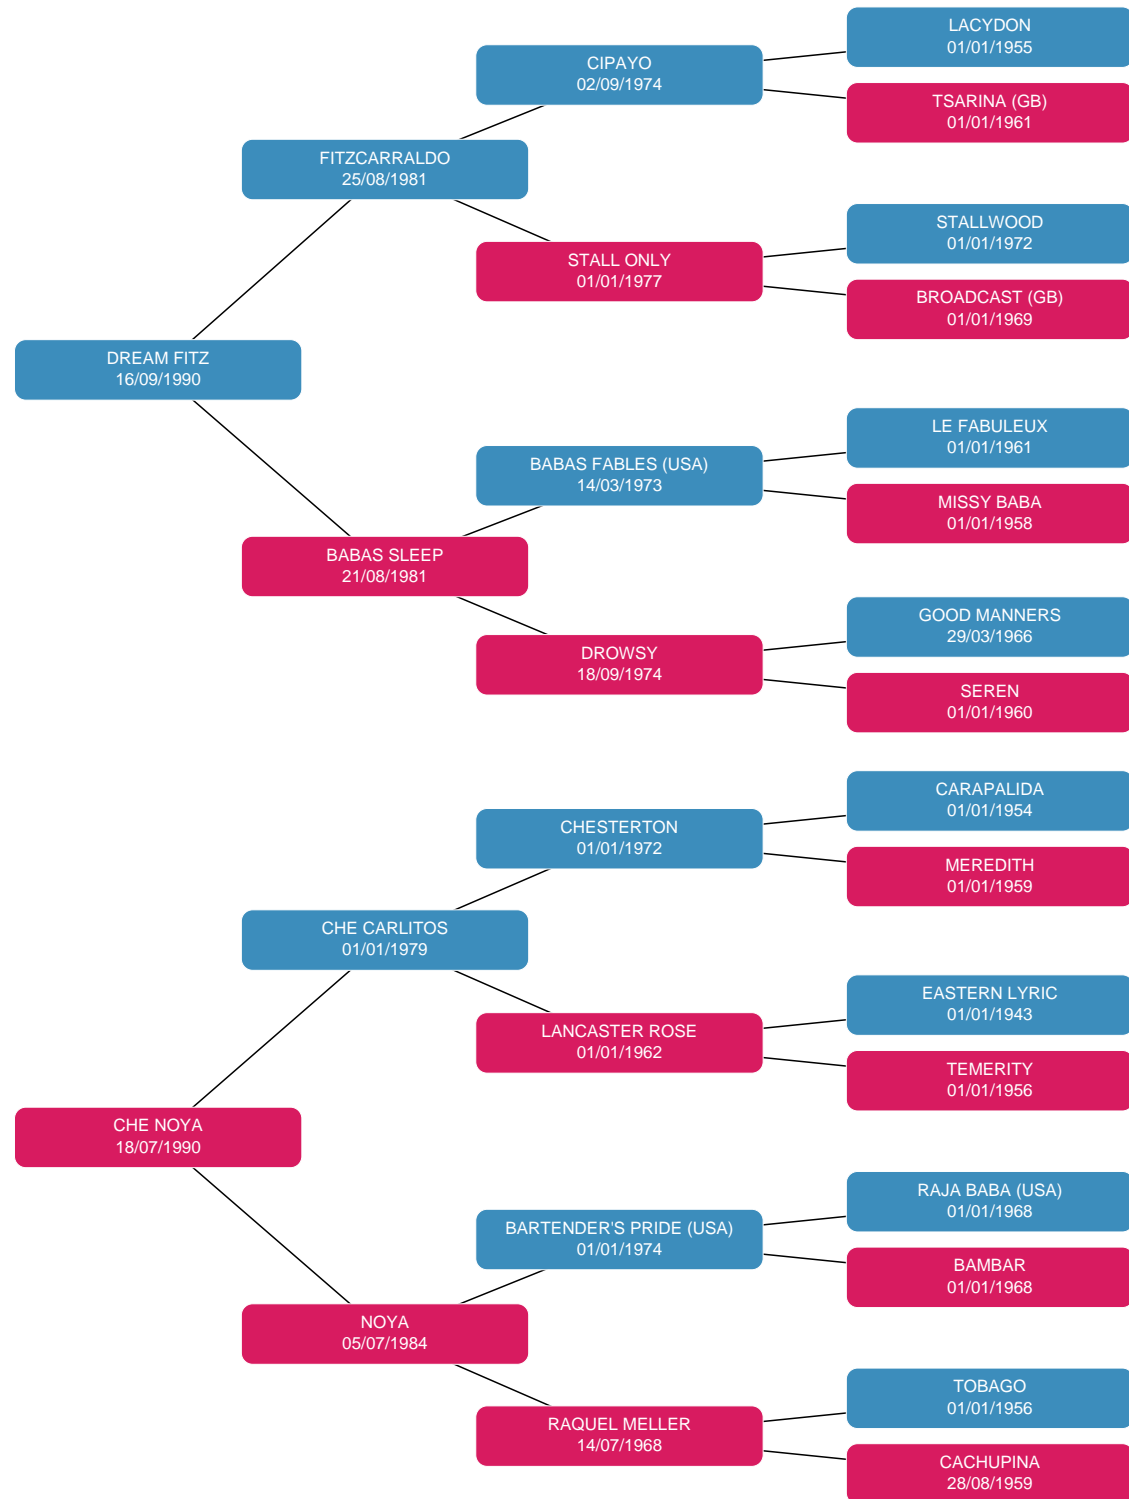 LACYDON
01/01/1955
CIPAYO
02/09/1974
TSARINA (GB)
01/01/1961
FITZCARRALDO
25/08/1981
STALLWOOD
01/01/1972
STALL ONLY
01/01/1977
BROADCAST (GB)
01/01/1969
DREAM FITZ
16/09/1990
LE FABULEUX
01/01/1961
BABAS FABLES (USA)
14/03/1973
MISSY BABA
01/01/1958
BABAS SLEEP
21/08/1981
GOOD MANNERS
29/03/1966
DROWSY
18/09/1974
SEREN
01/01/1960
CARAPALIDA
01/01/1954
CHESTERTON
01/01/1972
MEREDITH
01/01/1959
CHE CARLITOS
01/01/1979
EASTERN LYRIC
01/01/1943
LANCASTER ROSE
01/01/1962
TEMERITY
01/01/1956
CHE NOYA
18/07/1990
RAJA BABA (USA)
01/01/1968
BARTENDER'S PRIDE (USA)
01/01/1974
BAMBAR
01/01/1968
NOYA
05/07/1984
TOBAGO
01/01/1956
RAQUEL MELLER
14/07/1968
CACHUPINA
28/08/1959